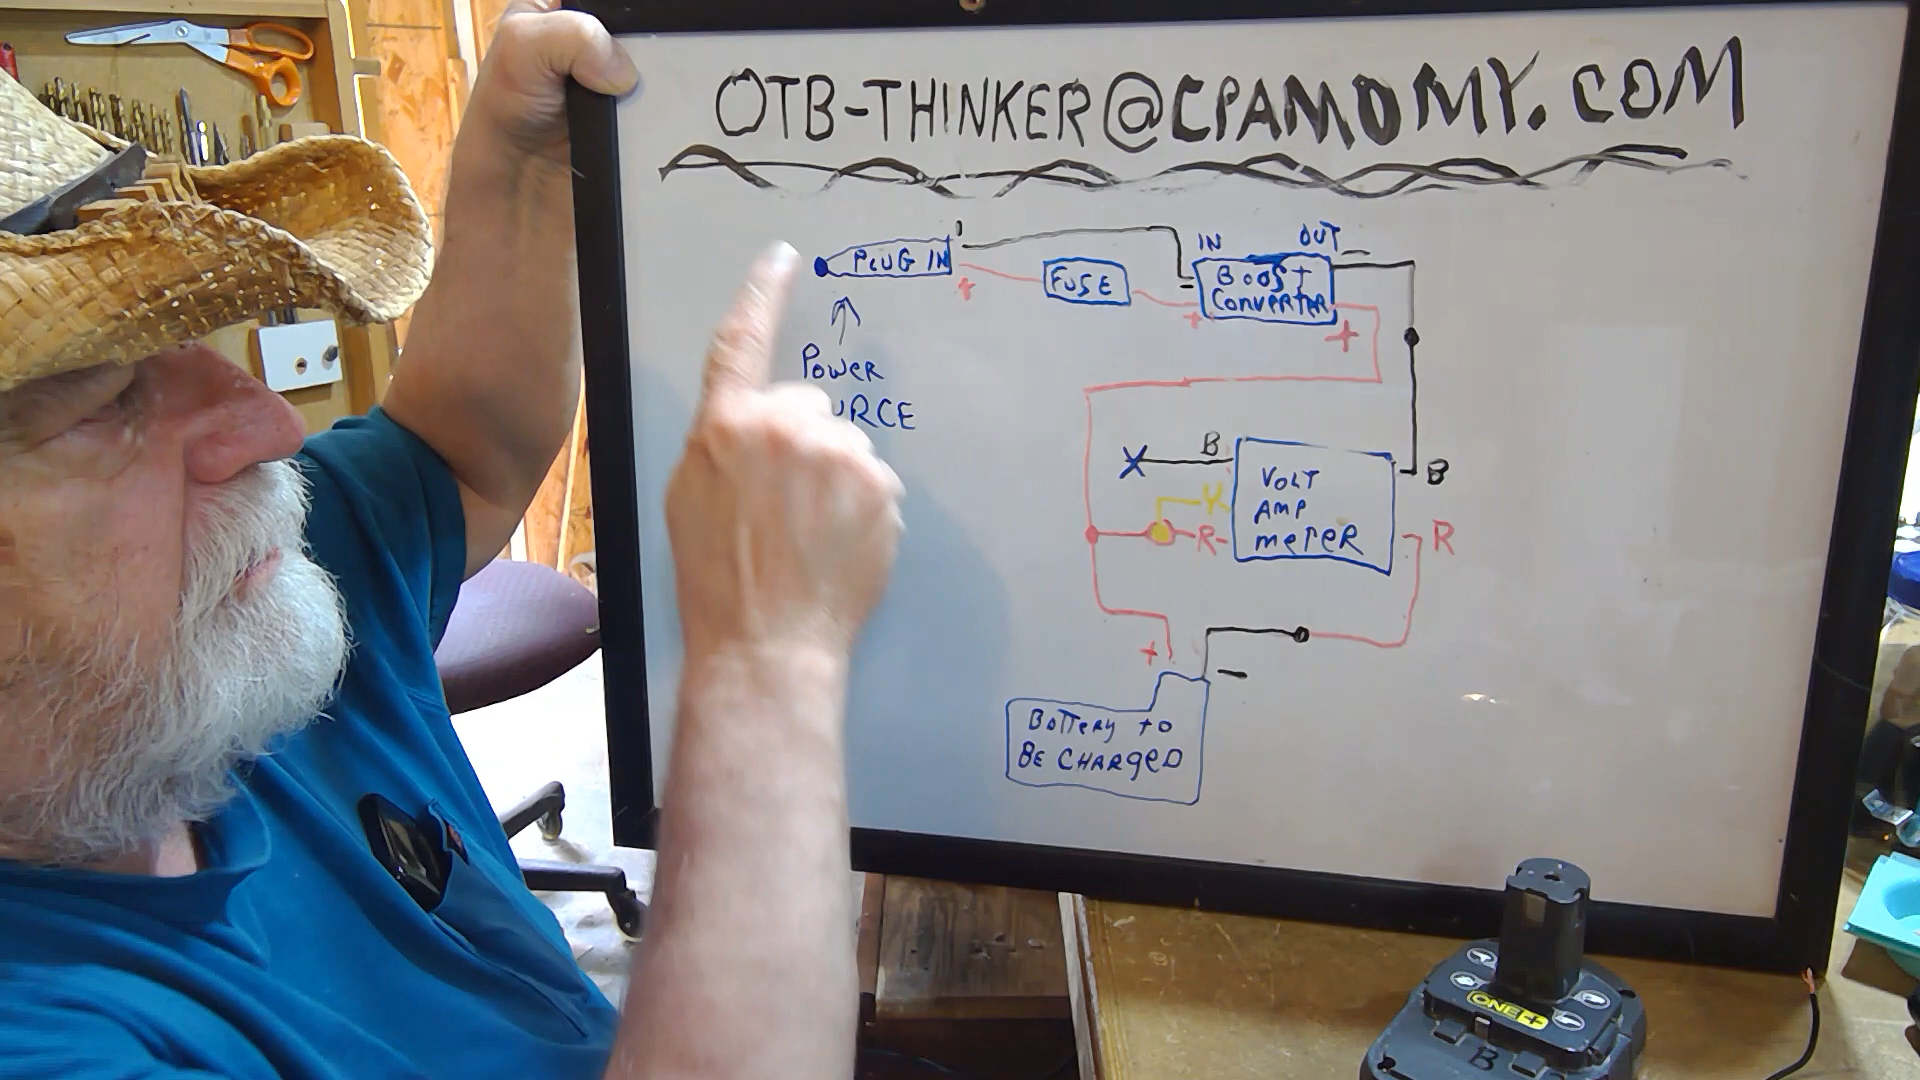 OTB-THINKER@CPAMOMY.COM
PLUG IN
-
+
FUSE
IN
OUT
-
-
BOOST
CONVERTER
+
+
POWER
URCE
B
Y
R
VOLT
AMP
METER
B
R
+
-
BATTERY TO
BE CHARGED
ONE+
B